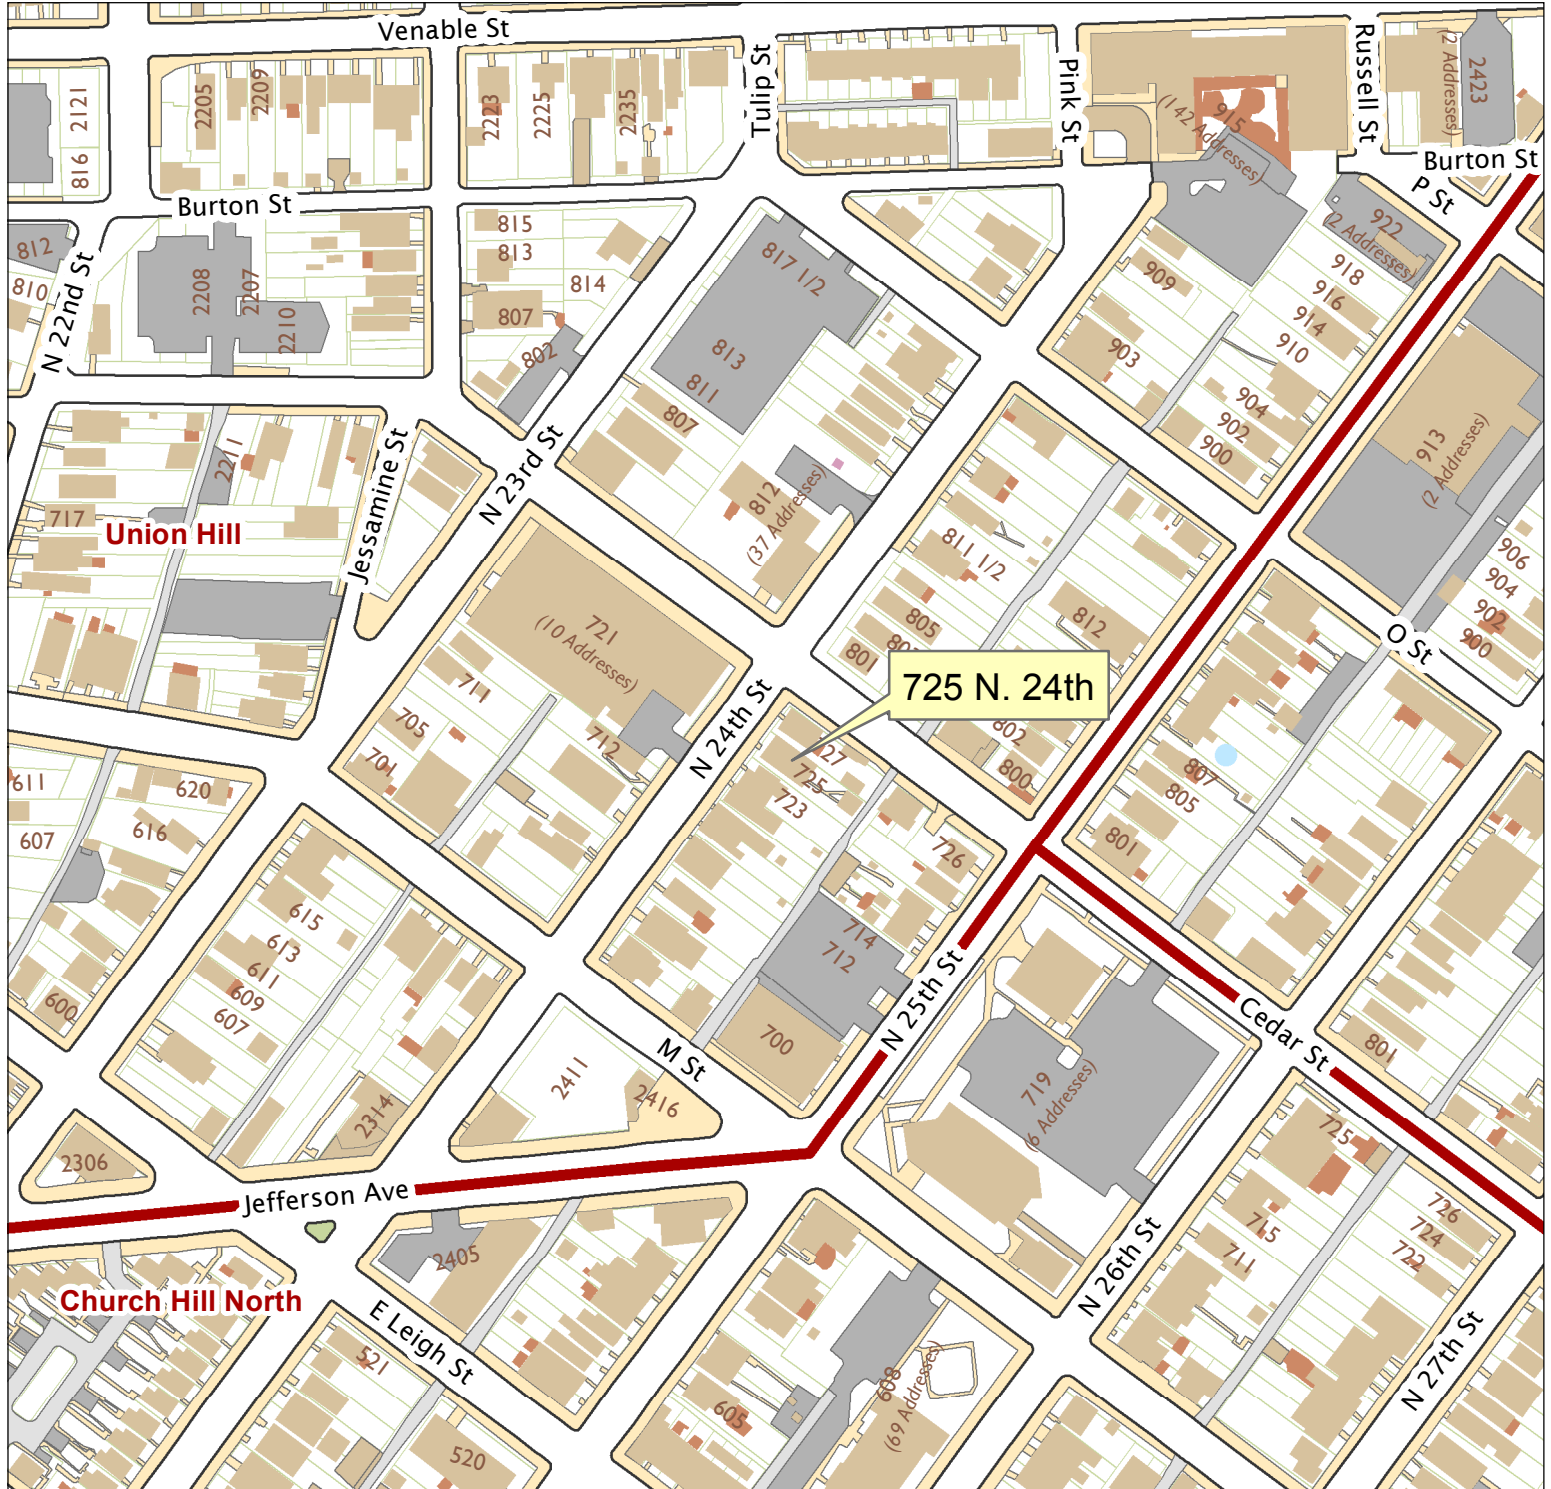 Venable St
Tulip St
Pink St
Russell St
Burton St
P St
2121
816
2205
2209
2223
2225
2235
915
(142 Addresses)
(2 Addresses)
2423
Burton St
812
810
N 22nd St
2208
2207
2210
815
813
814
807
802
817 1/2
813
811
807
909
903
922
(2 Addresses)
918
916
914
910
904
902
900
913
(2 Addresses)
906
904
902
900
2211
717
Union Hill
Jessamine St
N 23rd St
812
(37 Addresses)
811 1/2
805
801
812
O St
721
(10 Addresses)
711
705
701
712
N 24th St
725 N. 24th
802
800
727
725
723
726
714
712
700
807
805
801
611
607
620
616
600
615
613
611
609
607
2314
2306
2411
2416
M St
N 25th St
Cedar St
801
719
(6 Addresses)
725
715
711
726
724
722
Jefferson Ave
2405
Church Hill North
E Leigh St
521
520
605
608
(69 Addresses)
N 26th St
N 27th St